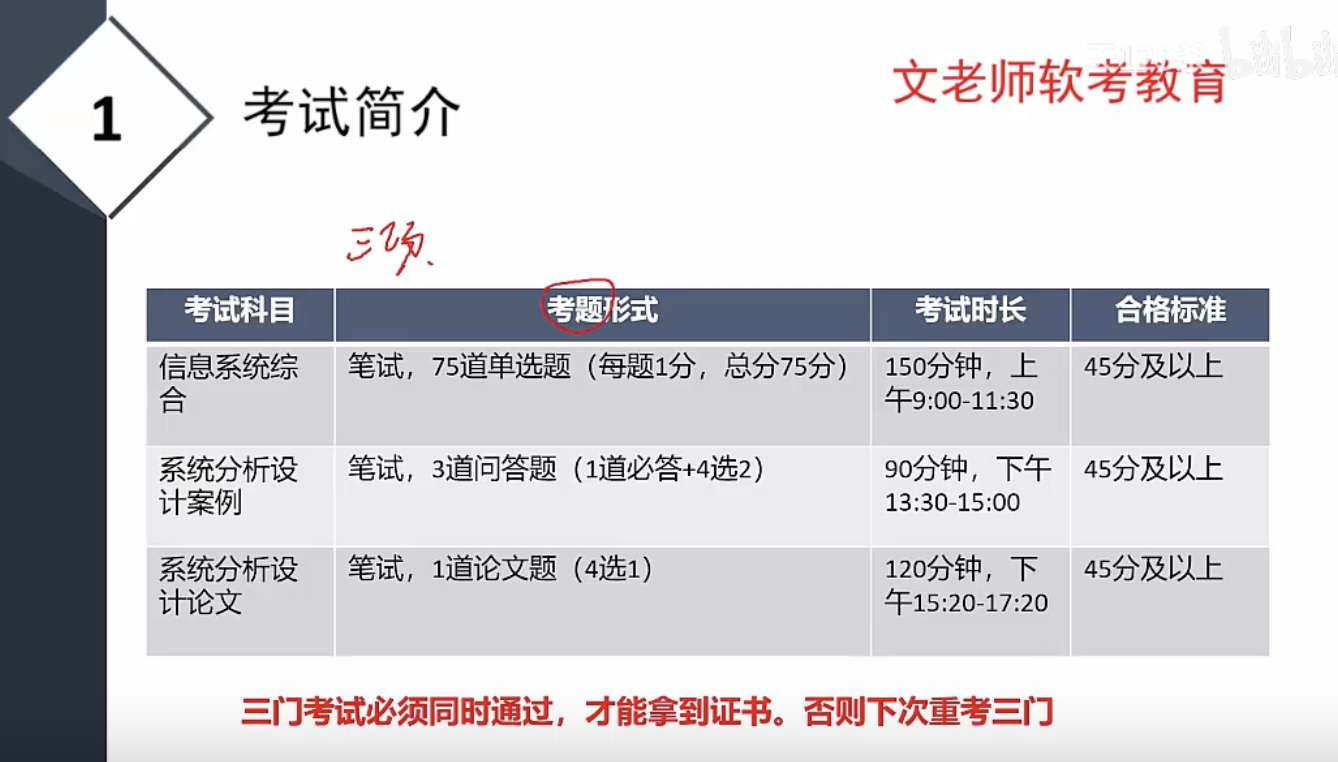 1
考试简介
文老师软考教育
三项
考试科目
考题形式
考试时长
合格标准
信息系统综
合
笔试，75道单选题（每题1分，总分75分）
150分钟，上
午9:00-11:30
45分及以上
系统分析设
计案例
笔试，3道问答题（1道必答+4选2）
90分钟，下午
13:30-15:00
45分及以上
系统分析设
计论文
笔试，1道论文题（4选1）
120分钟，下
午15:20-17:20
45分及以上
三门考试必须同时通过，才能拿到证书。否则下次重考三门